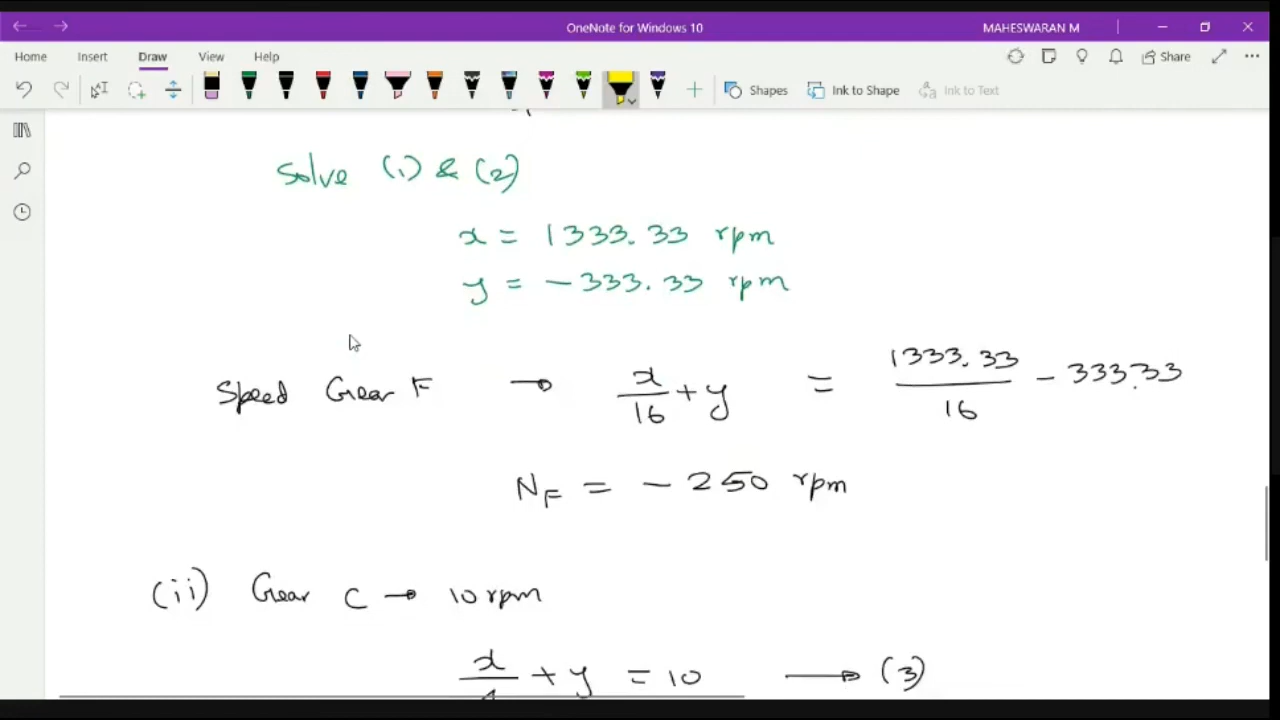 OneNote for Windows 10
MAHESWARAN M
Home Insert Draw View Help
Share
Shapes Ink to Shape Ink to Text
Solve (1) & (2)
x = 1333.33 rpm
y = -333.33 rpm
Speed Gear F → x/16 + y = 1333.33/16 - 333.33
N_F = -250 rpm
(ii) Gear C → 10 rpm
x/4 + y = 10 → (3)